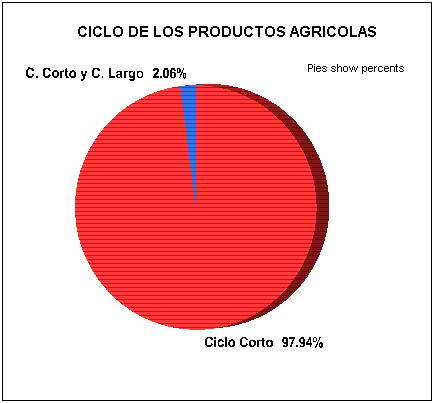 CICLO DE LOS PRODUCTOS AGRICOLAS
Pies show percents
C. Corto y C. Largo 2.06%
Ciclo Corto 97.94%